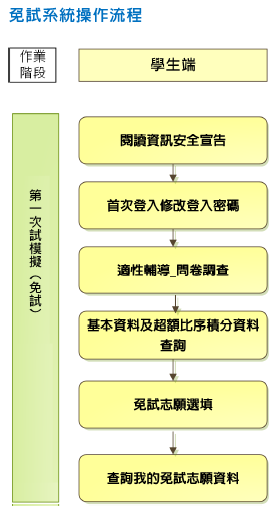 免試系統操作流程
作業
階段
學生端
第一次試模擬（免試）
閱讀資訊安全宣告
首次登入修改登入密碼
適性輔導_問卷調查
基本資料及超額比序積分資料
查詢
免試志願選填
查詢我的免試志願資料